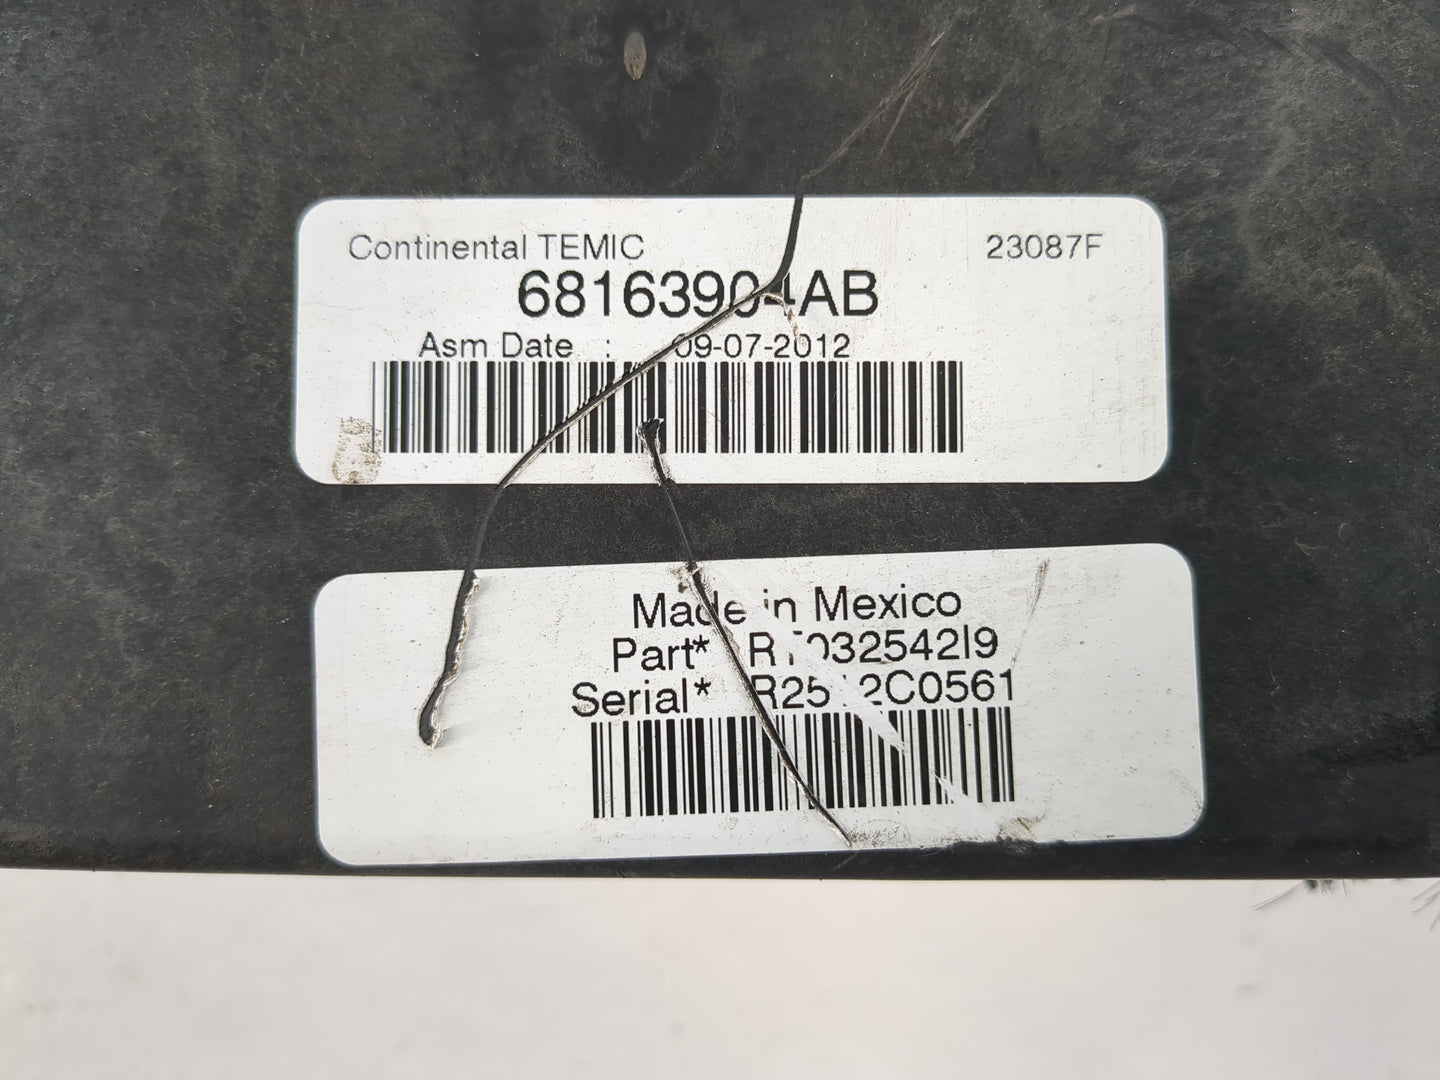 Continental TEMIC 23087F
68163904AB
Asm Date : 09-07-2012
Made in Mexico
Part*
Serial*